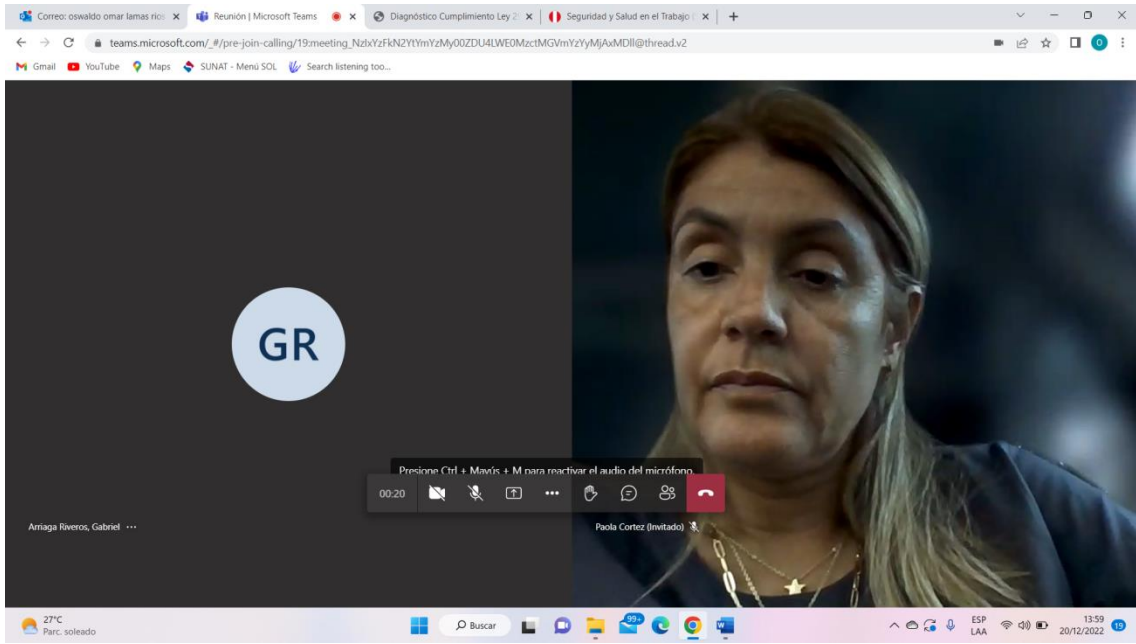 Correo: oswaldo omar lamas rios
Reunión | Microsoft Teams
Diagnóstico Cumplimiento Ley 2
Seguridad y Salud en el Trabajo
teams.microsoft.com/_#/pre-join-calling/19:meeting_NzIxYzFkN2YtYmYzMy00ZDU4LWE0MzctMGVmYzYyMjAxMDll@thread.v2
O
Gmail
YouTube
Maps
SUNAT - Menú SOL
Search listening too...
GR
Presione Ctrl + Mayús + M para reactivar el audio del micrófono.
00:20
Arriaga Riveros, Gabriel
Paola Cortez (Invitado)
27°C
Parc. soleado
Buscar
99+
ESP
LAA
13:59
20/12/2022
19